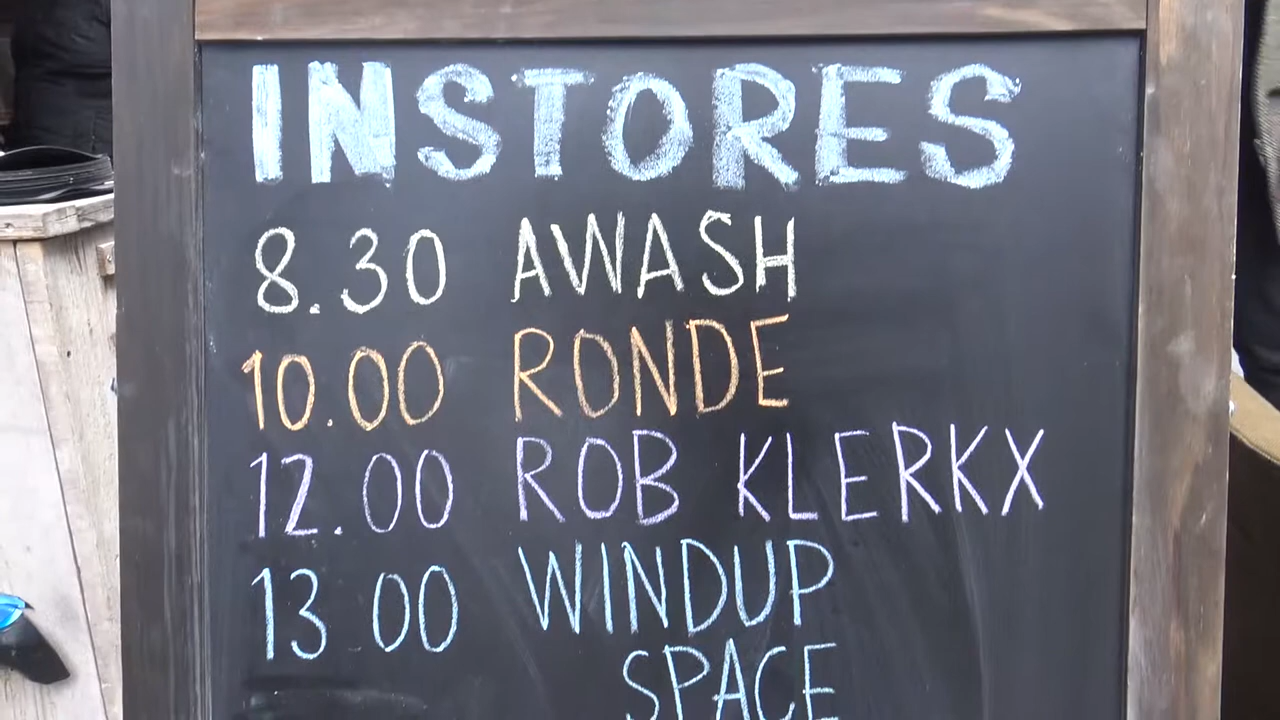 INSTORES
8.30 AWASH
10.00 RONDE
12.00 ROB KLERKX
13.00 WINDUP
SPACE